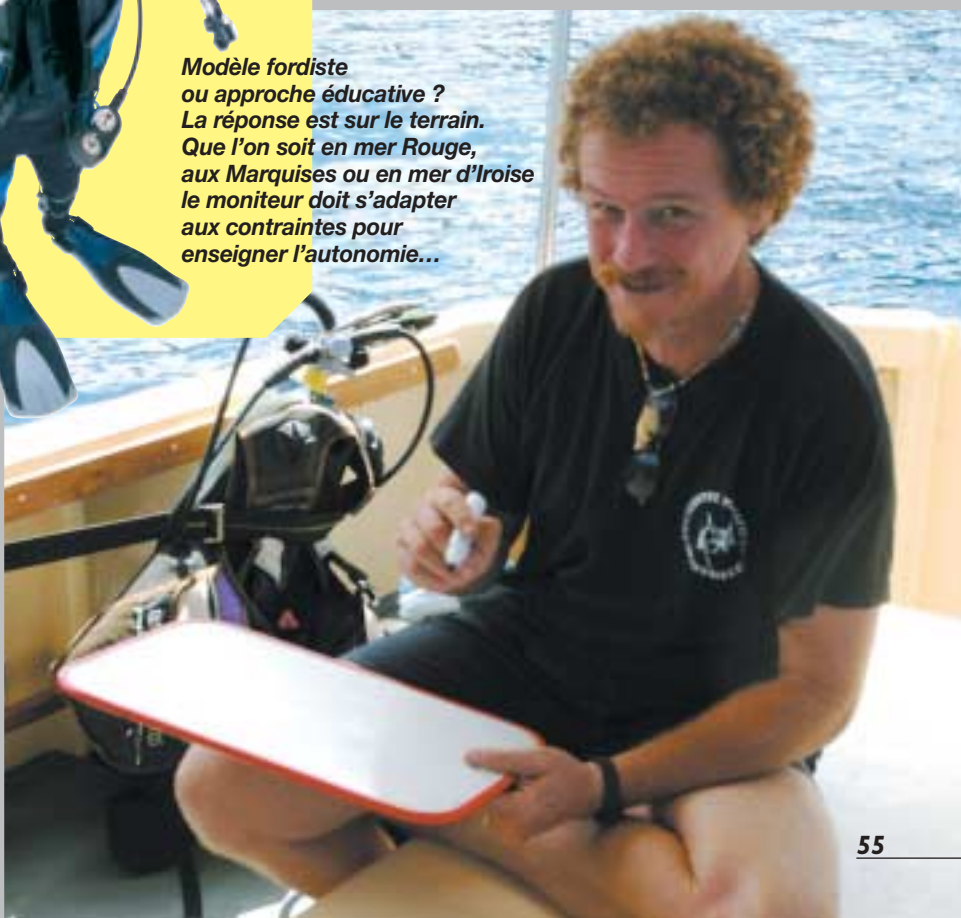 Modèle fordiste
ou approche éducative ?
La réponse est sur le terrain.
Que l'on soit en mer Rouge,
aux Marquises ou en mer d'Iroise
le moniteur doit s'adapter
aux contraintes pour
enseigner l'autonomie…
55